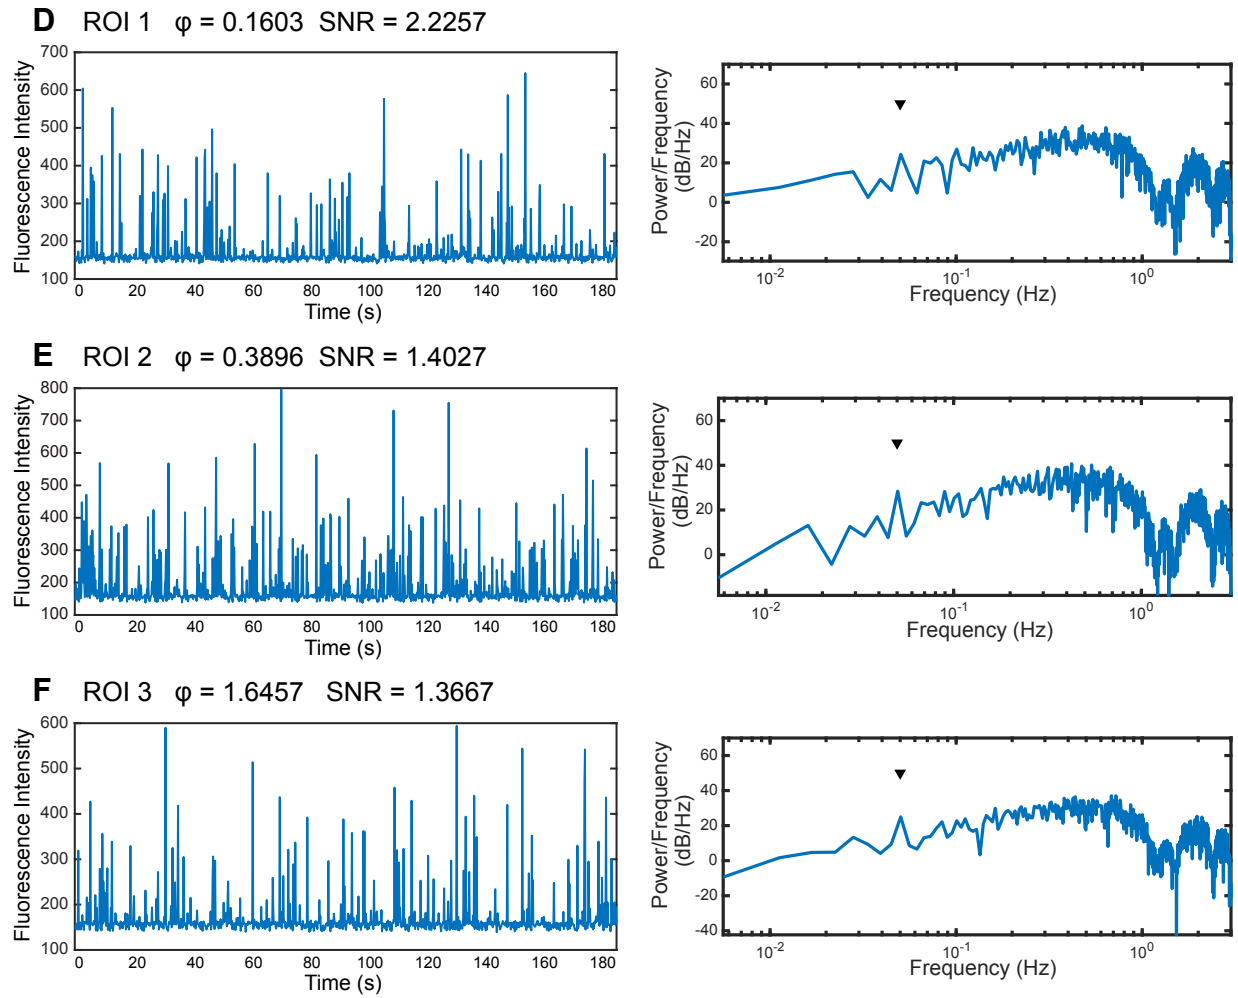 D ROI 1 φ = 0.1603 SNR = 2.2257
700
600
500
400
300
200
100
Fluorescence Intensity
0 20 40 60 80 100 120 140 160 180
Time (s)
60
40
20
0
-20
Power/Frequency
(dB/Hz)
10-2 10-1 100
Frequency (Hz)
E ROI 2 φ = 0.3896 SNR = 1.4027
800
700
600
500
400
300
200
100
Fluorescence Intensity
0 20 40 60 80 100 120 140 160 180
Time (s)
60
40
20
0
Power/Frequency
(dB/Hz)
10-2 10-1 100
Frequency (Hz)
F ROI 3 φ = 1.6457 SNR = 1.3667
600
500
400
300
200
100
Fluorescence Intensity
0 20 40 60 80 100 120 140 160 180
Time (s)
60
40
20
0
-20
-40
Power/Frequency
(dB/Hz)
10-2 10-1 100
Frequency (Hz)